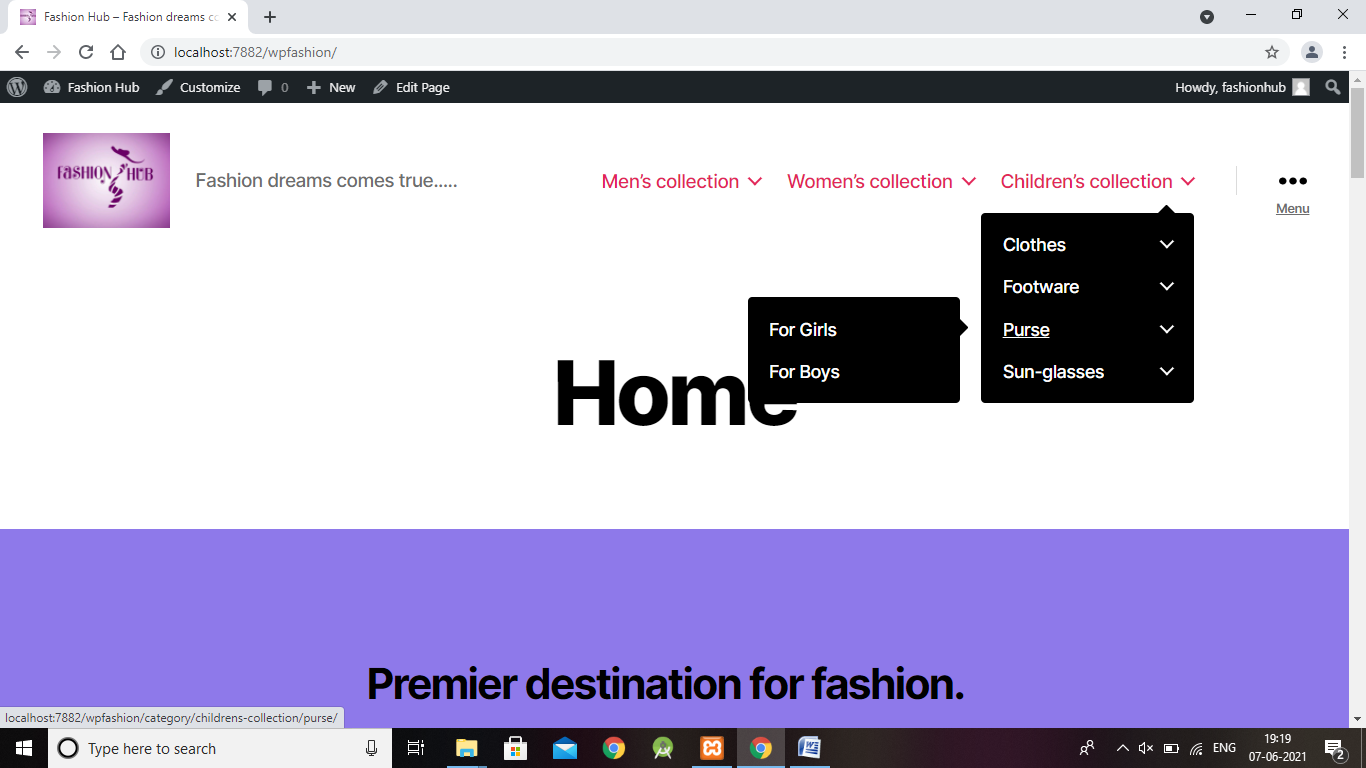 Fashion Hub – Fashion dreams co
localhost:7882/wpfashion/
Fashion Hub Customize 0 New Edit Page Howdy, fashionhub
FASHION HUB
Fashion dreams comes true.....
Men's collection Women's collection Children's collection
Menu
Clothes
Footware
Purse
Sun-glasses
For Girls
For Boys
Home
Premier destination for fashion.
localhost:7882/wpfashion/category/childrens-collection/purse/
Type here to search
ENG
19:19
07-06-2021
2